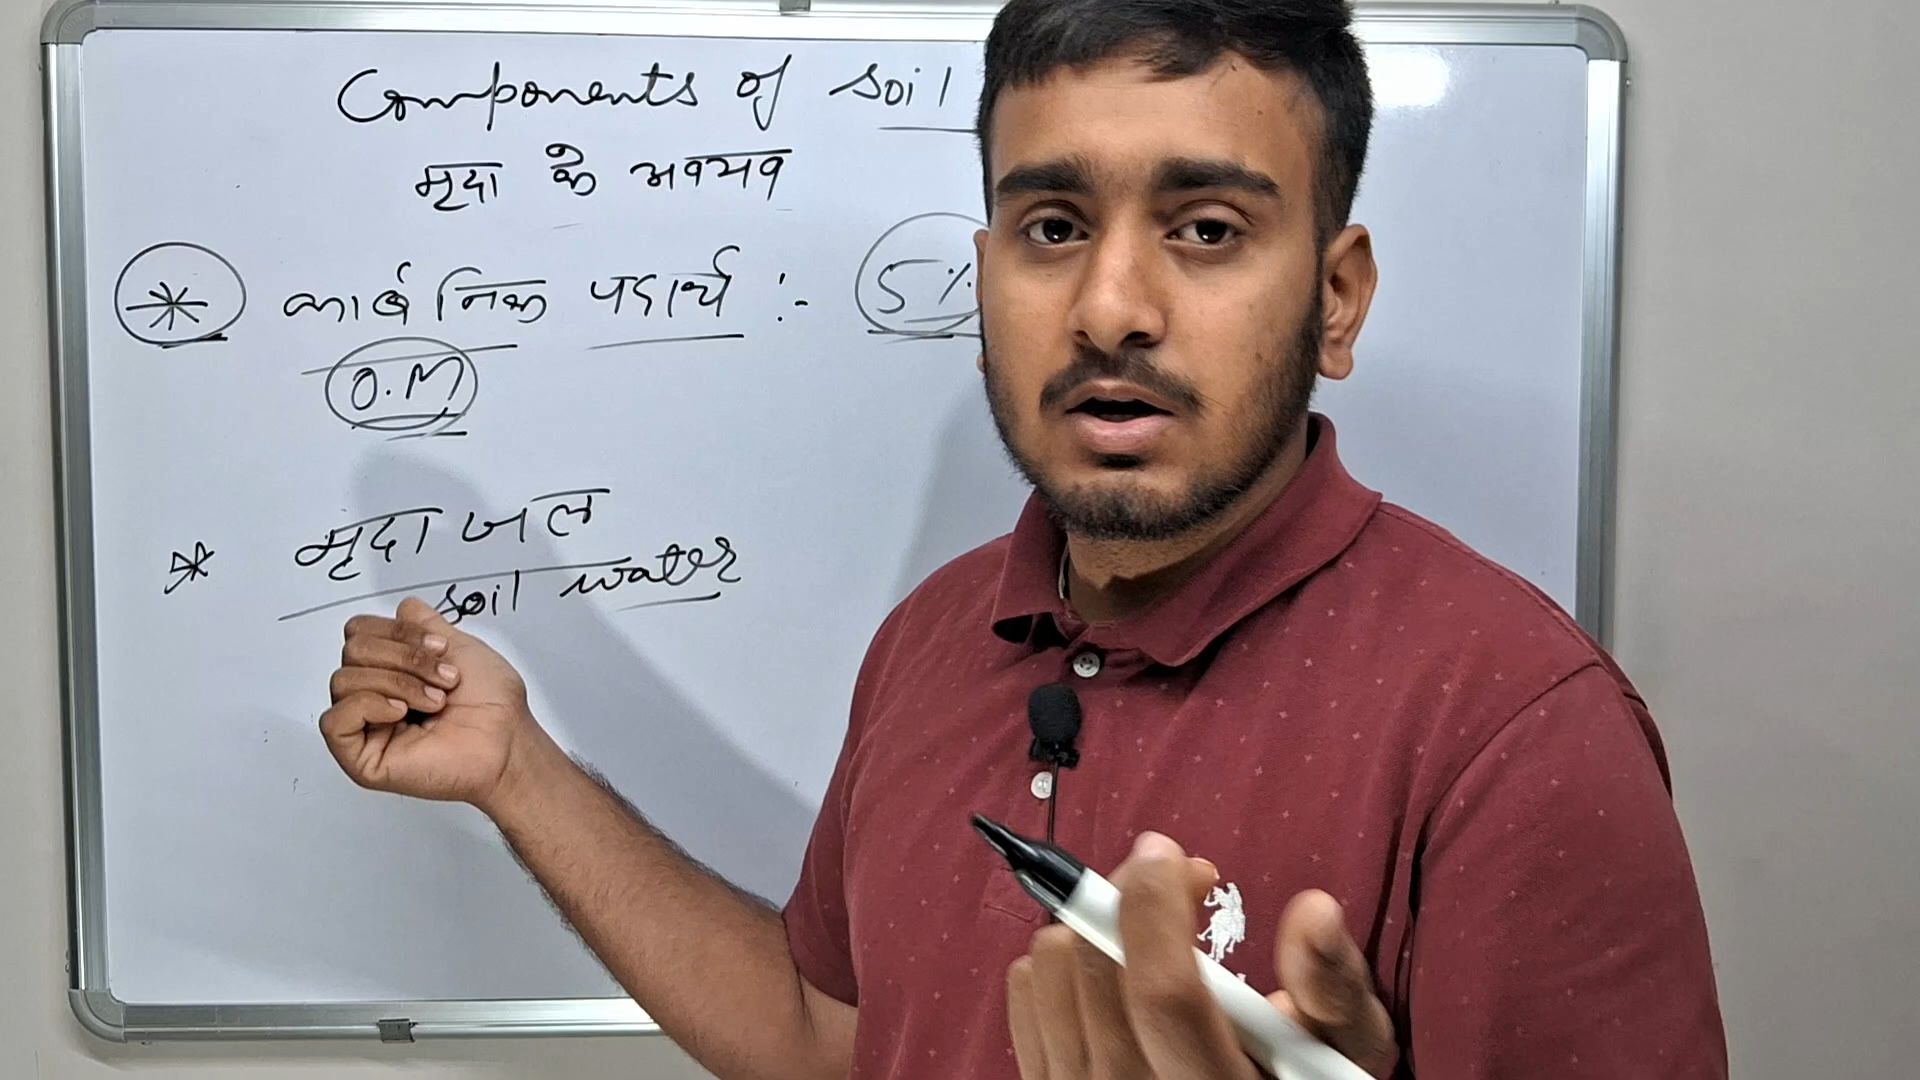 Components of soil
मृदा के अवयव
* कार्बनिक पदार्थ :- 5%
O.M
* मृदा जल
soil water